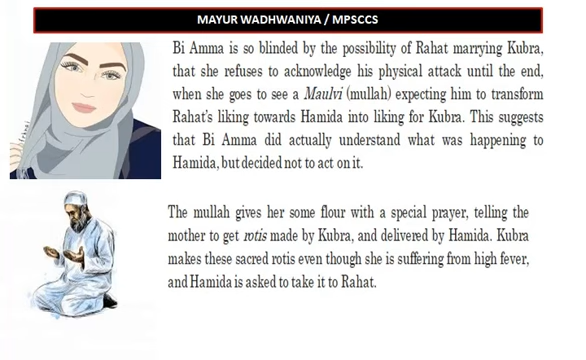 MAYUR WADHWANIYA / MPSCCS
Bi Amma is so blinded by the possibility of Rahat marrying Kubra,
that she refuses to acknowledge his physical attack until the end,
when she goes to see a Maulvi (mullah) expecting him to transform
Rahat's liking towards Hamida into liking for Kubra. This suggests
that Bi Amma did actually understand what was happening to
Hamida, but decided not to act on it.
The mullah gives her some flour with a special prayer, telling the
mother to get rotis made by Kubra, and delivered by Hamida. Kubra
makes these sacred rotis even though she is suffering from high fever,
and Hamida is asked to take it to Rahat.